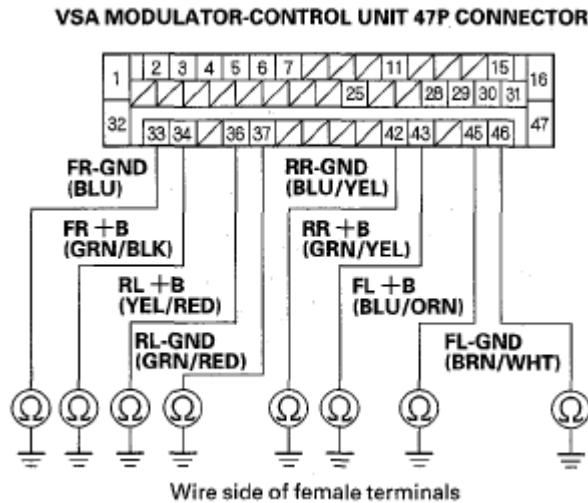 VSA MODULATOR-CONTROL UNIT 47P CONNECTOR
1 2 3 4 5 6 7 11 15 16
25 28 29 30 31
32 33 34 36 37 42 43 45 46 47
FR-GND
(BLU)
RR-GND
(BLU/YEL)
FR +B
(GRN/BLK)
RR +B
(GRN/YEL)
RL +B
(YEL/RED)
FL +B
(BLU/ORN)
RL-GND
(GRN/RED)
FL-GND
(BRN/WHT)
Ω Ω Ω Ω Ω Ω Ω Ω
Wire side of female terminals